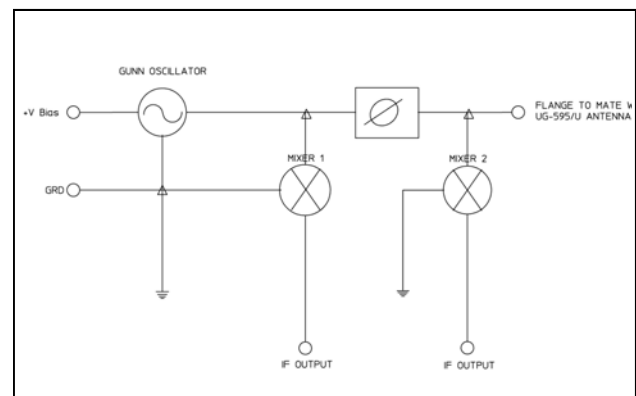 GUNN OSCILLATOR
+V Bias
FLANGE TO MATE
UG-595/U ANTENNA
MIXER 1
MIXER 2
GRD
IF OUTPUT
IF OUTPUT